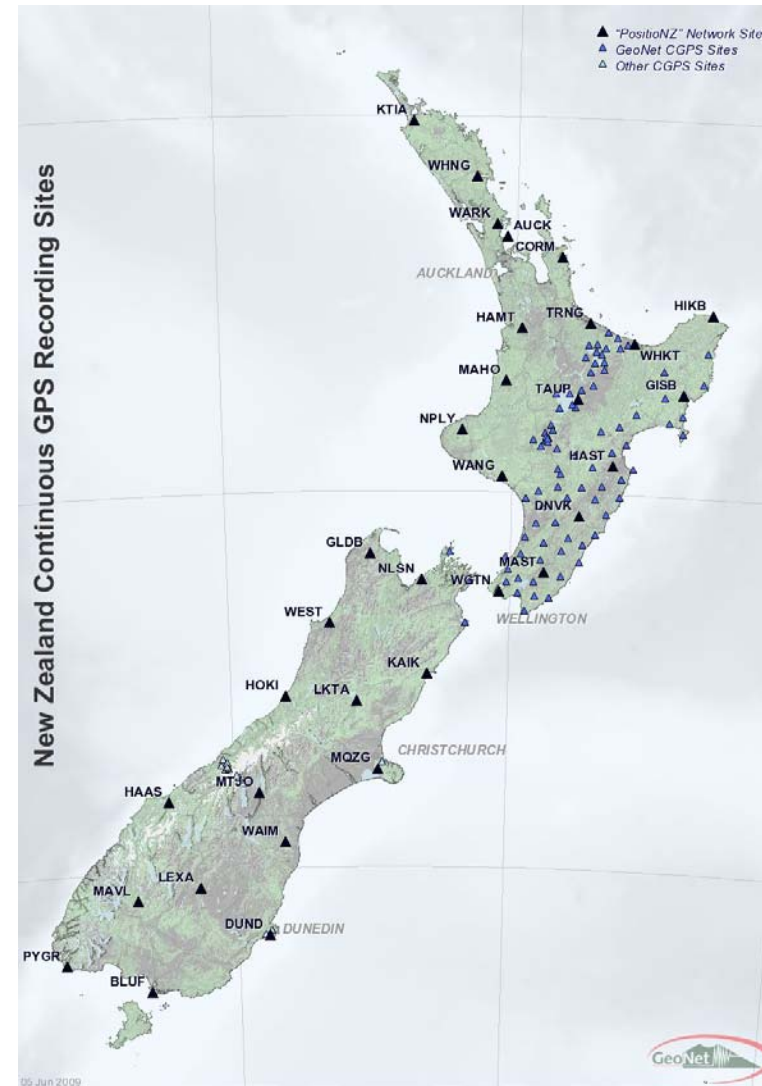 "PositioNZ" Network Site
GeoNet CGPS Sites
Other CGPS Sites
New Zealand Continuous GPS Recording Sites
KTIA
WHNG
WARK
AUCK
CORM
AUCKLAND
HAMT
TRNG
HIKB
WHKT
MAHO
TAUP
GISB
NPLY
WANG
HAST
DNVK
GLDB
NLSN
WGTN
MAST
WELLINGTON
WEST
KAIK
HOKI
LKTA
CHRISTCHURCH
MQZG
MTJO
HAAS
WAIM
LEXA
MAVL
DUND
DUNEDIN
PYGR
BLUF
GeoNet
05 Jun 2009